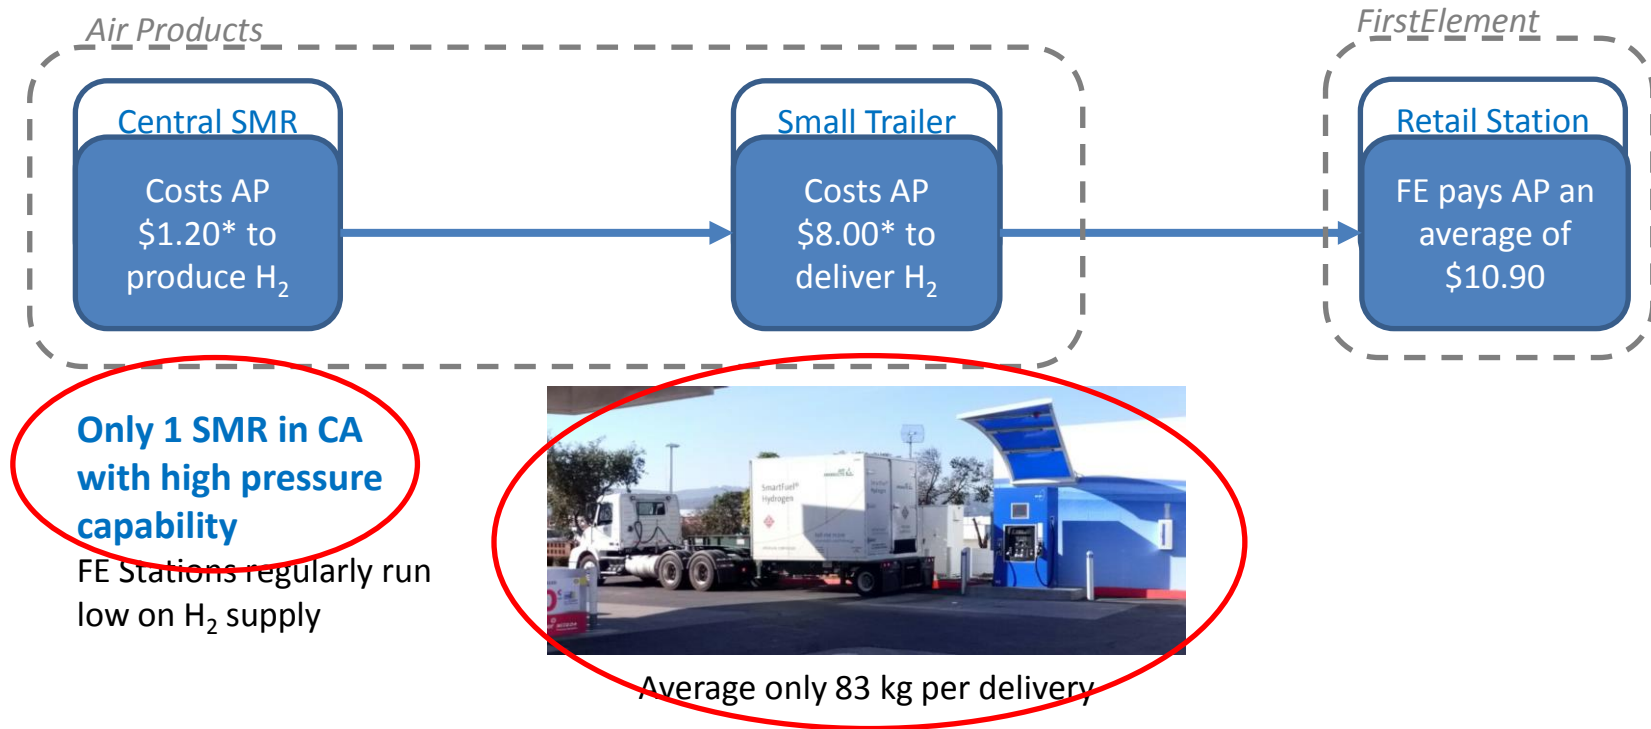 Air Products
FirstElement
Central SMR
Costs AP
$1.20* to
produce H₂
Small Trailer
Costs AP
$8.00* to
deliver H₂
Retail Station
FE pays AP an
average of
$10.90
Only 1 SMR in CA
with high pressure
capability
FE Stations regularly run
low on H₂ supply
SmartFuel®
Hydrogen
Average only 83 kg per delivery